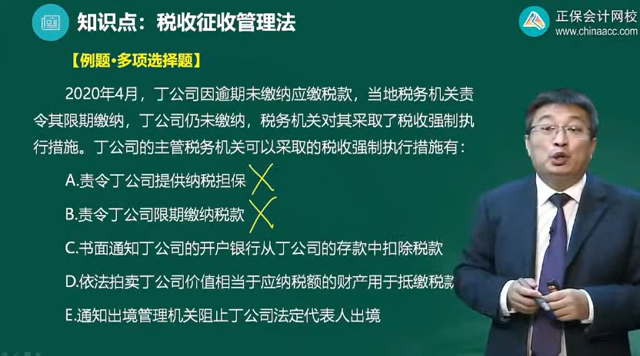 知识点：税收征收管理法
正保会计网校
www.chinaacc.com
【例题·多项选择题】
2020年4月，丁公司因逾期未缴纳应缴税款，当地税务机关责
令其限期缴纳，丁公司仍未缴纳，税务机关对其采取了税收强制执
行措施。丁公司的主管税务机关可以采取的税收强制执行措施有：
A.责令丁公司提供纳税担保
B.责令丁公司限期缴纳税款
C.书面通知丁公司的开户银行从丁公司的存款中扣除税款
D.依法拍卖丁公司价值相当于应纳税额的财产用于抵缴税款
E.通知出境管理机关阻止丁公司法定代表人出境